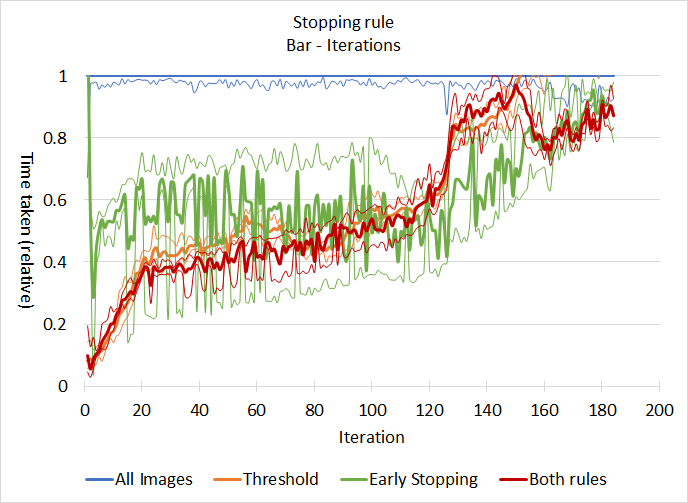 Stopping rule
Bar - Iterations
Time taken (relative)
1
0.8
0.6
0.4
0.2
0
0 20 40 60 80 100 120 140 160 180 200
Iteration
All Images Threshold Early Stopping Both rules